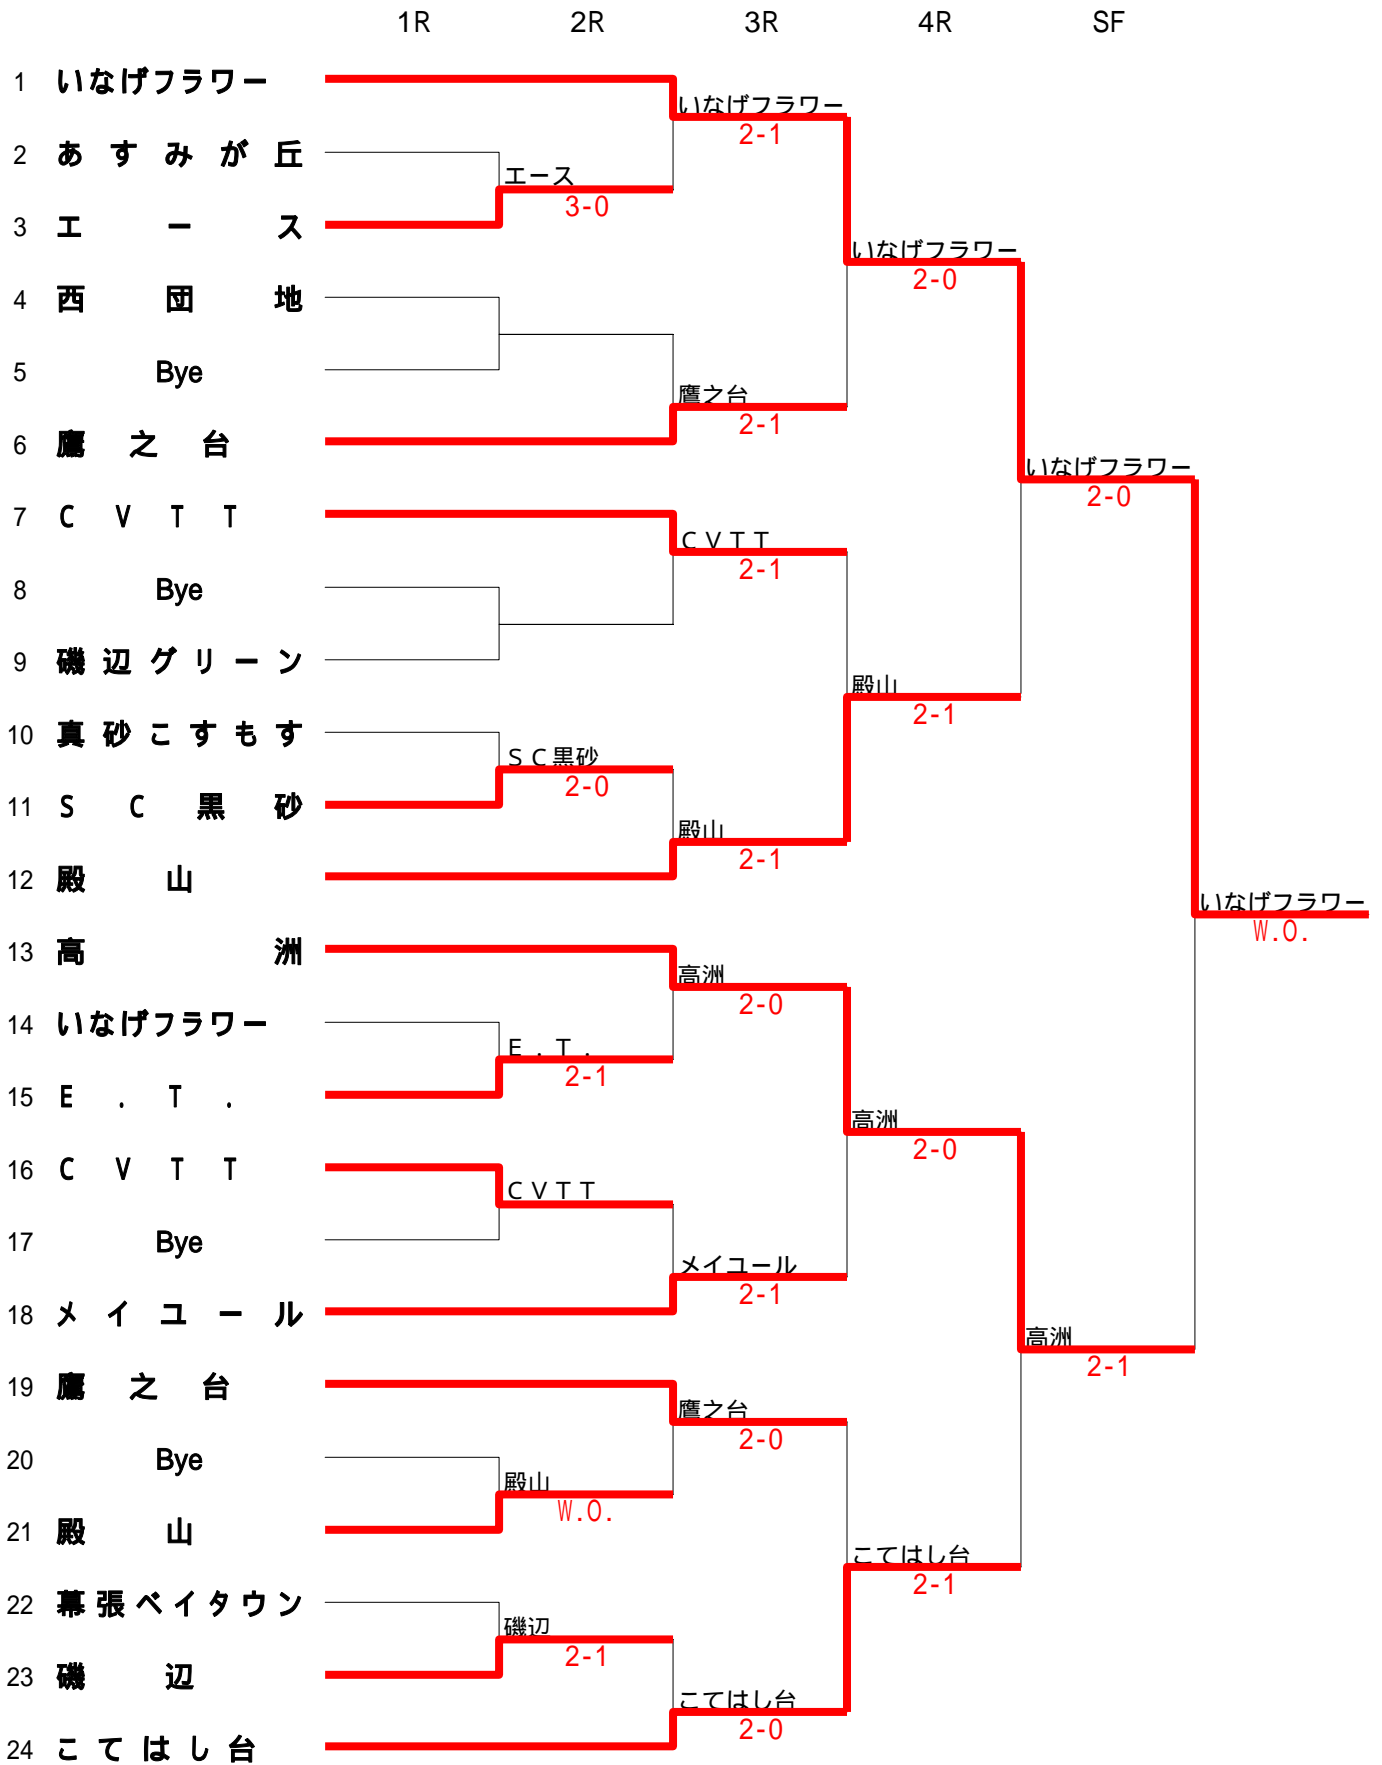 1R 2R 3R 4R SF
1 いなげフラワー
いなげフラワー
2-1
2 あすみが丘
エース
3-0
3 エース
いなげフラワー
2-0
4 西団地
5 Bye
鷹之台
2-1
6 鷹之台
いなげフラワー
2-0
7 CVTT
CVTT
2-1
8 Bye
9 磯辺グリーン
殿山
2-1
10 真砂こすもす
SC黒砂
2-0
11 SC黒砂
殿山
2-1
12 殿山
いなげフラワー
W.O.
13 高洲
高洲
2-0
14 いなげフラワー
E.T.
2-1
15 E.T.
高洲
2-0
16 CVTT
CVTT
17 Bye
メイユール
2-1
18 メイユール
高洲
2-1
19 鷹之台
鷹之台
2-0
20 Bye
殿山
W.O.
21 殿山
こてはし台
2-1
22 幕張ベイタウン
磯辺
2-1
23 磯辺
こてはし台
2-0
24 こてはし台